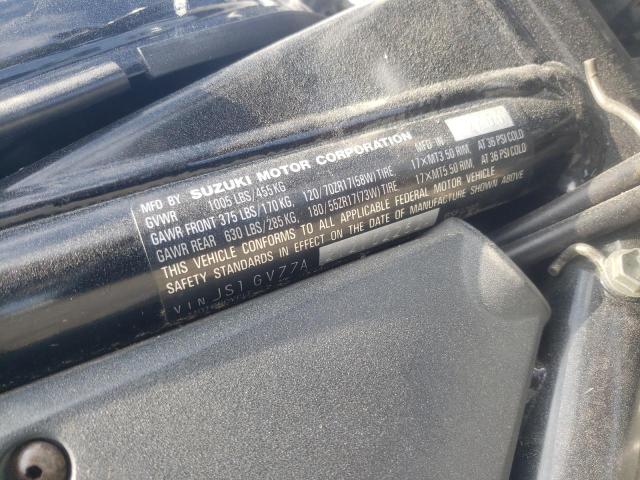 MFD BY SUZUKI MOTOR CORPORATION MFD IN
GVWR 1005 LBS/455KG
GAWR FRONT 375 LBS/170 KG, 120/70ZR17(58W)TIRE 17×MT3.50 RIM AT 36 PSI COLD
GAWR REAR 630 LBS/285 KG, 180/55ZR17(73W)TIRE 17×MT5.50 RIM AT 36 PSI COLD
THIS VEHICLE CONFORMS TO ALL APPLICABLE FEDERAL MOTOR VEHICLE
SAFETY STANDARDS IN EFFECT ON THE DATE OF MANUFACTURE SHOWN ABOVE
VIN JS1GVZ7A